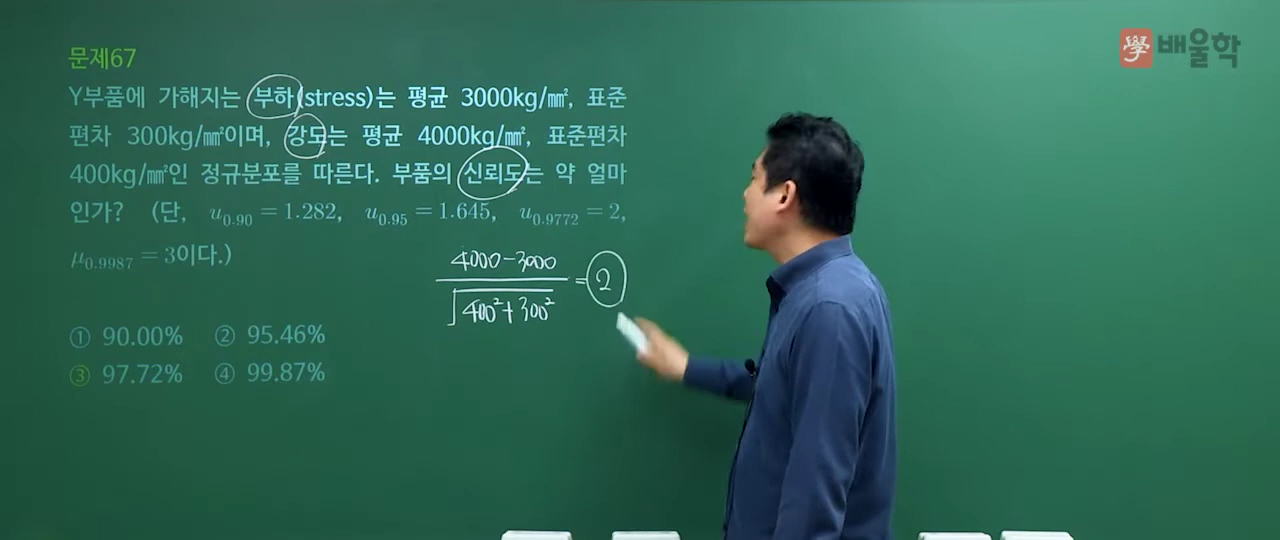 문제67
Y부품에 가해지는 부하(stress)는 평균 3000kg/㎟, 표준
편차 300kg/㎟이며, 강도는 평균 4000kg/㎟, 표준편차
400kg/㎟인 정규분포를 따른다. 부품의 신뢰도는 약 얼마
인가? (단, u₀.₉₀ = 1.282, u₀.₉₅ = 1.645, u₀.₉₇₇₂ = 2,
μ₀.₉₉₈₇ = 3이다.)
4000-3000
√400²+300²
=2
① 90.00% ② 95.46%
③ 97.72% ④ 99.87%
學 배울학